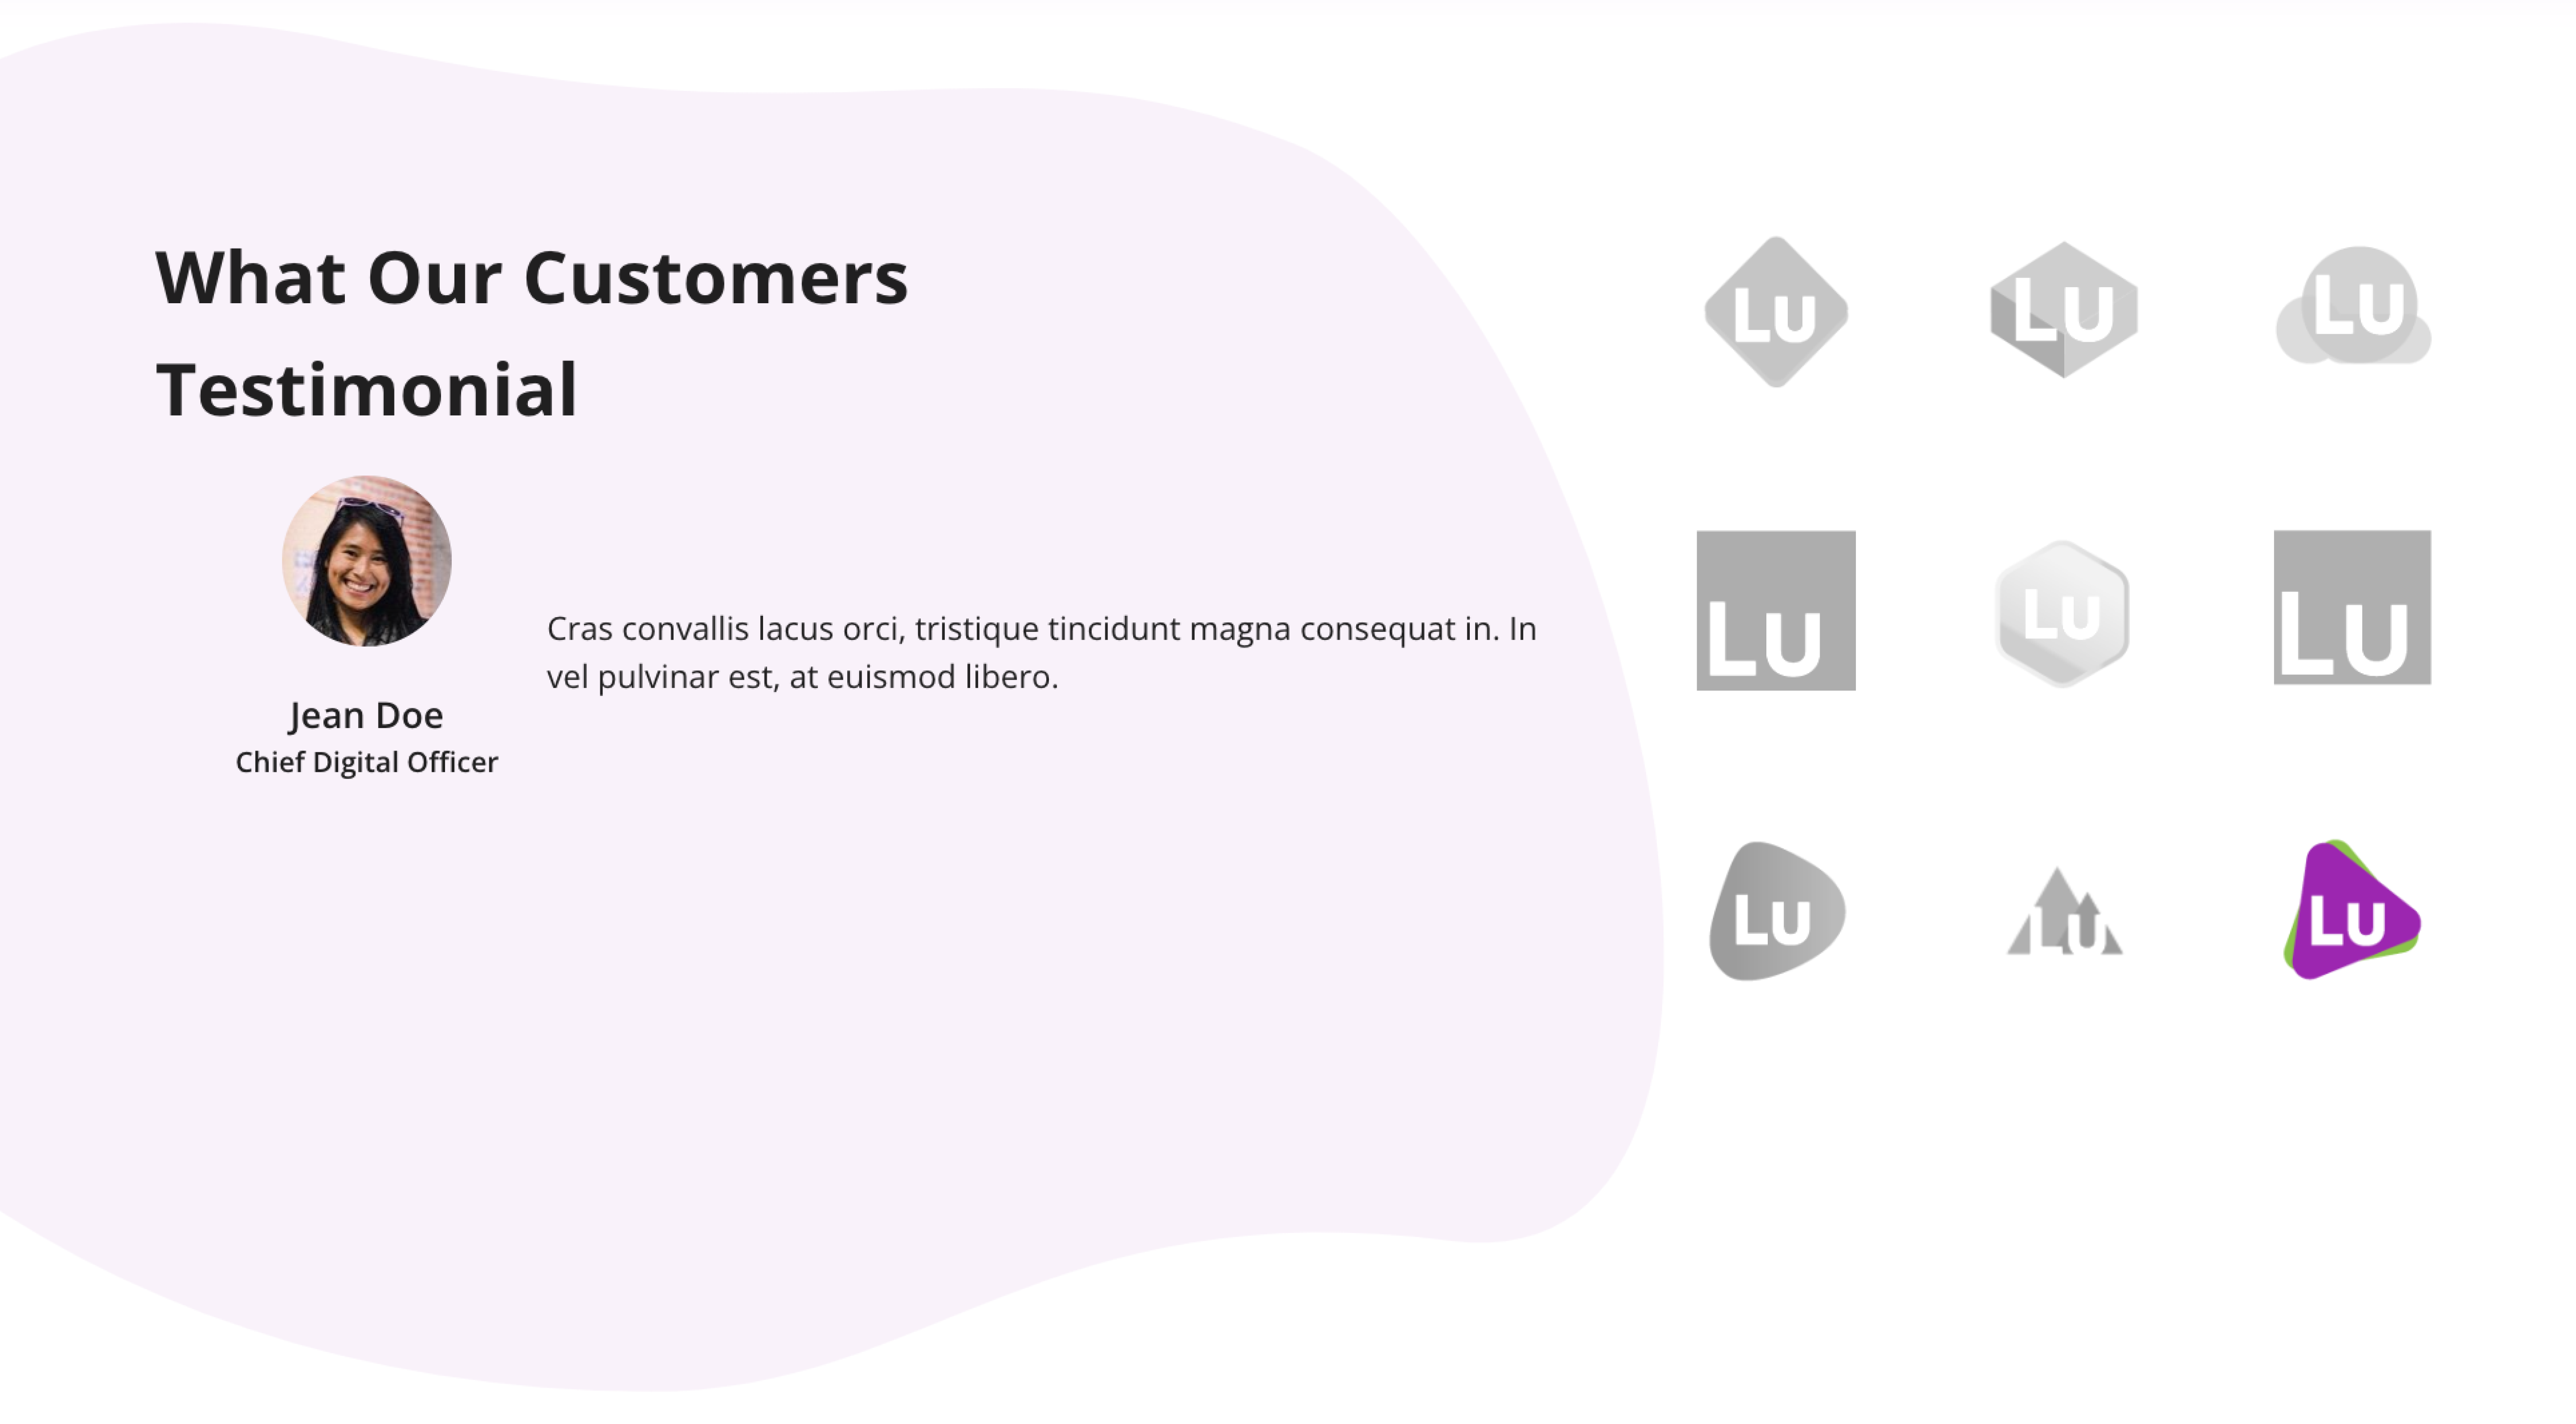 What Our Customers
Testimonial
Cras convallis lacus orci, tristique tincidunt magna consequat in. In
vel pulvinar est, at euismod libero.
Jean Doe
Chief Digital Officer
LU
LU
LU
LU
LU
LU
LU
LU
LU